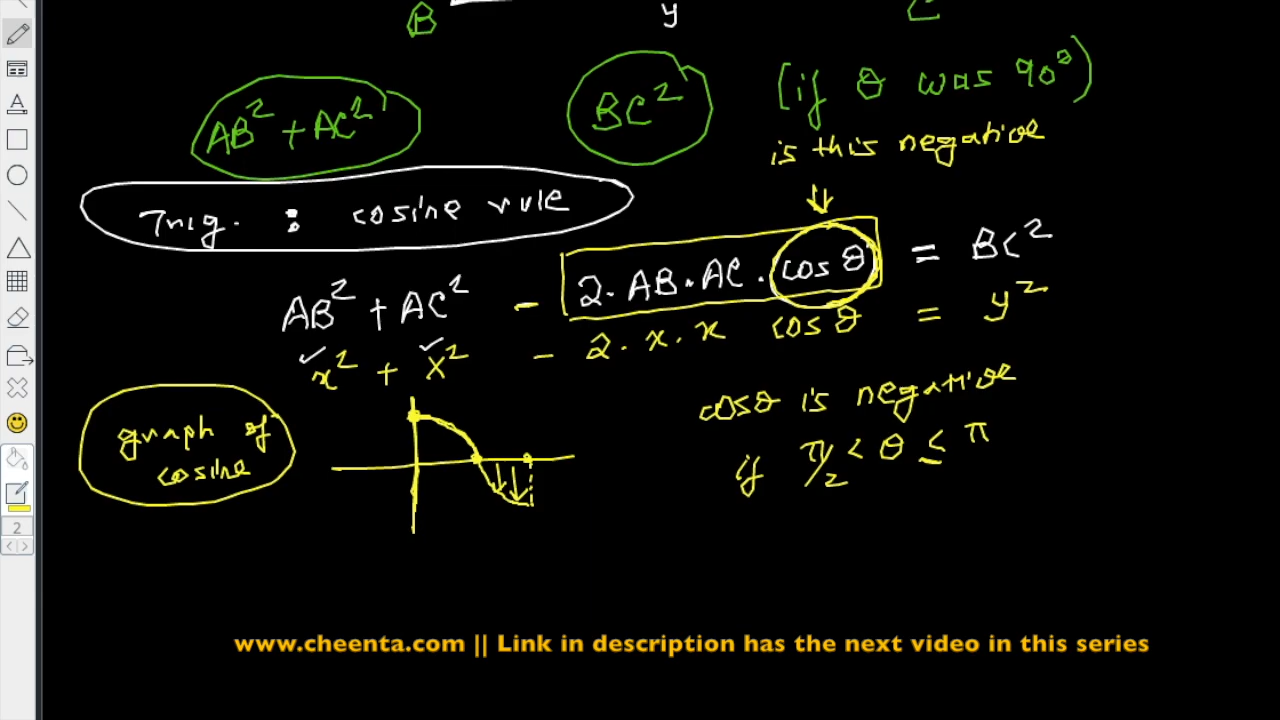 B y C
AB² + AC² BC² (if θ was 90°)
is this negative
Trig. : cosine rule
AB² + AC² - 2·AB·AC·cos θ = BC²
x² + x² - 2·x·x cos θ = y²
graph of
cosine
cosθ is negative
if π/2 < θ ≤ π
A
2
www.cheenta.com || Link in description has the next video in this series